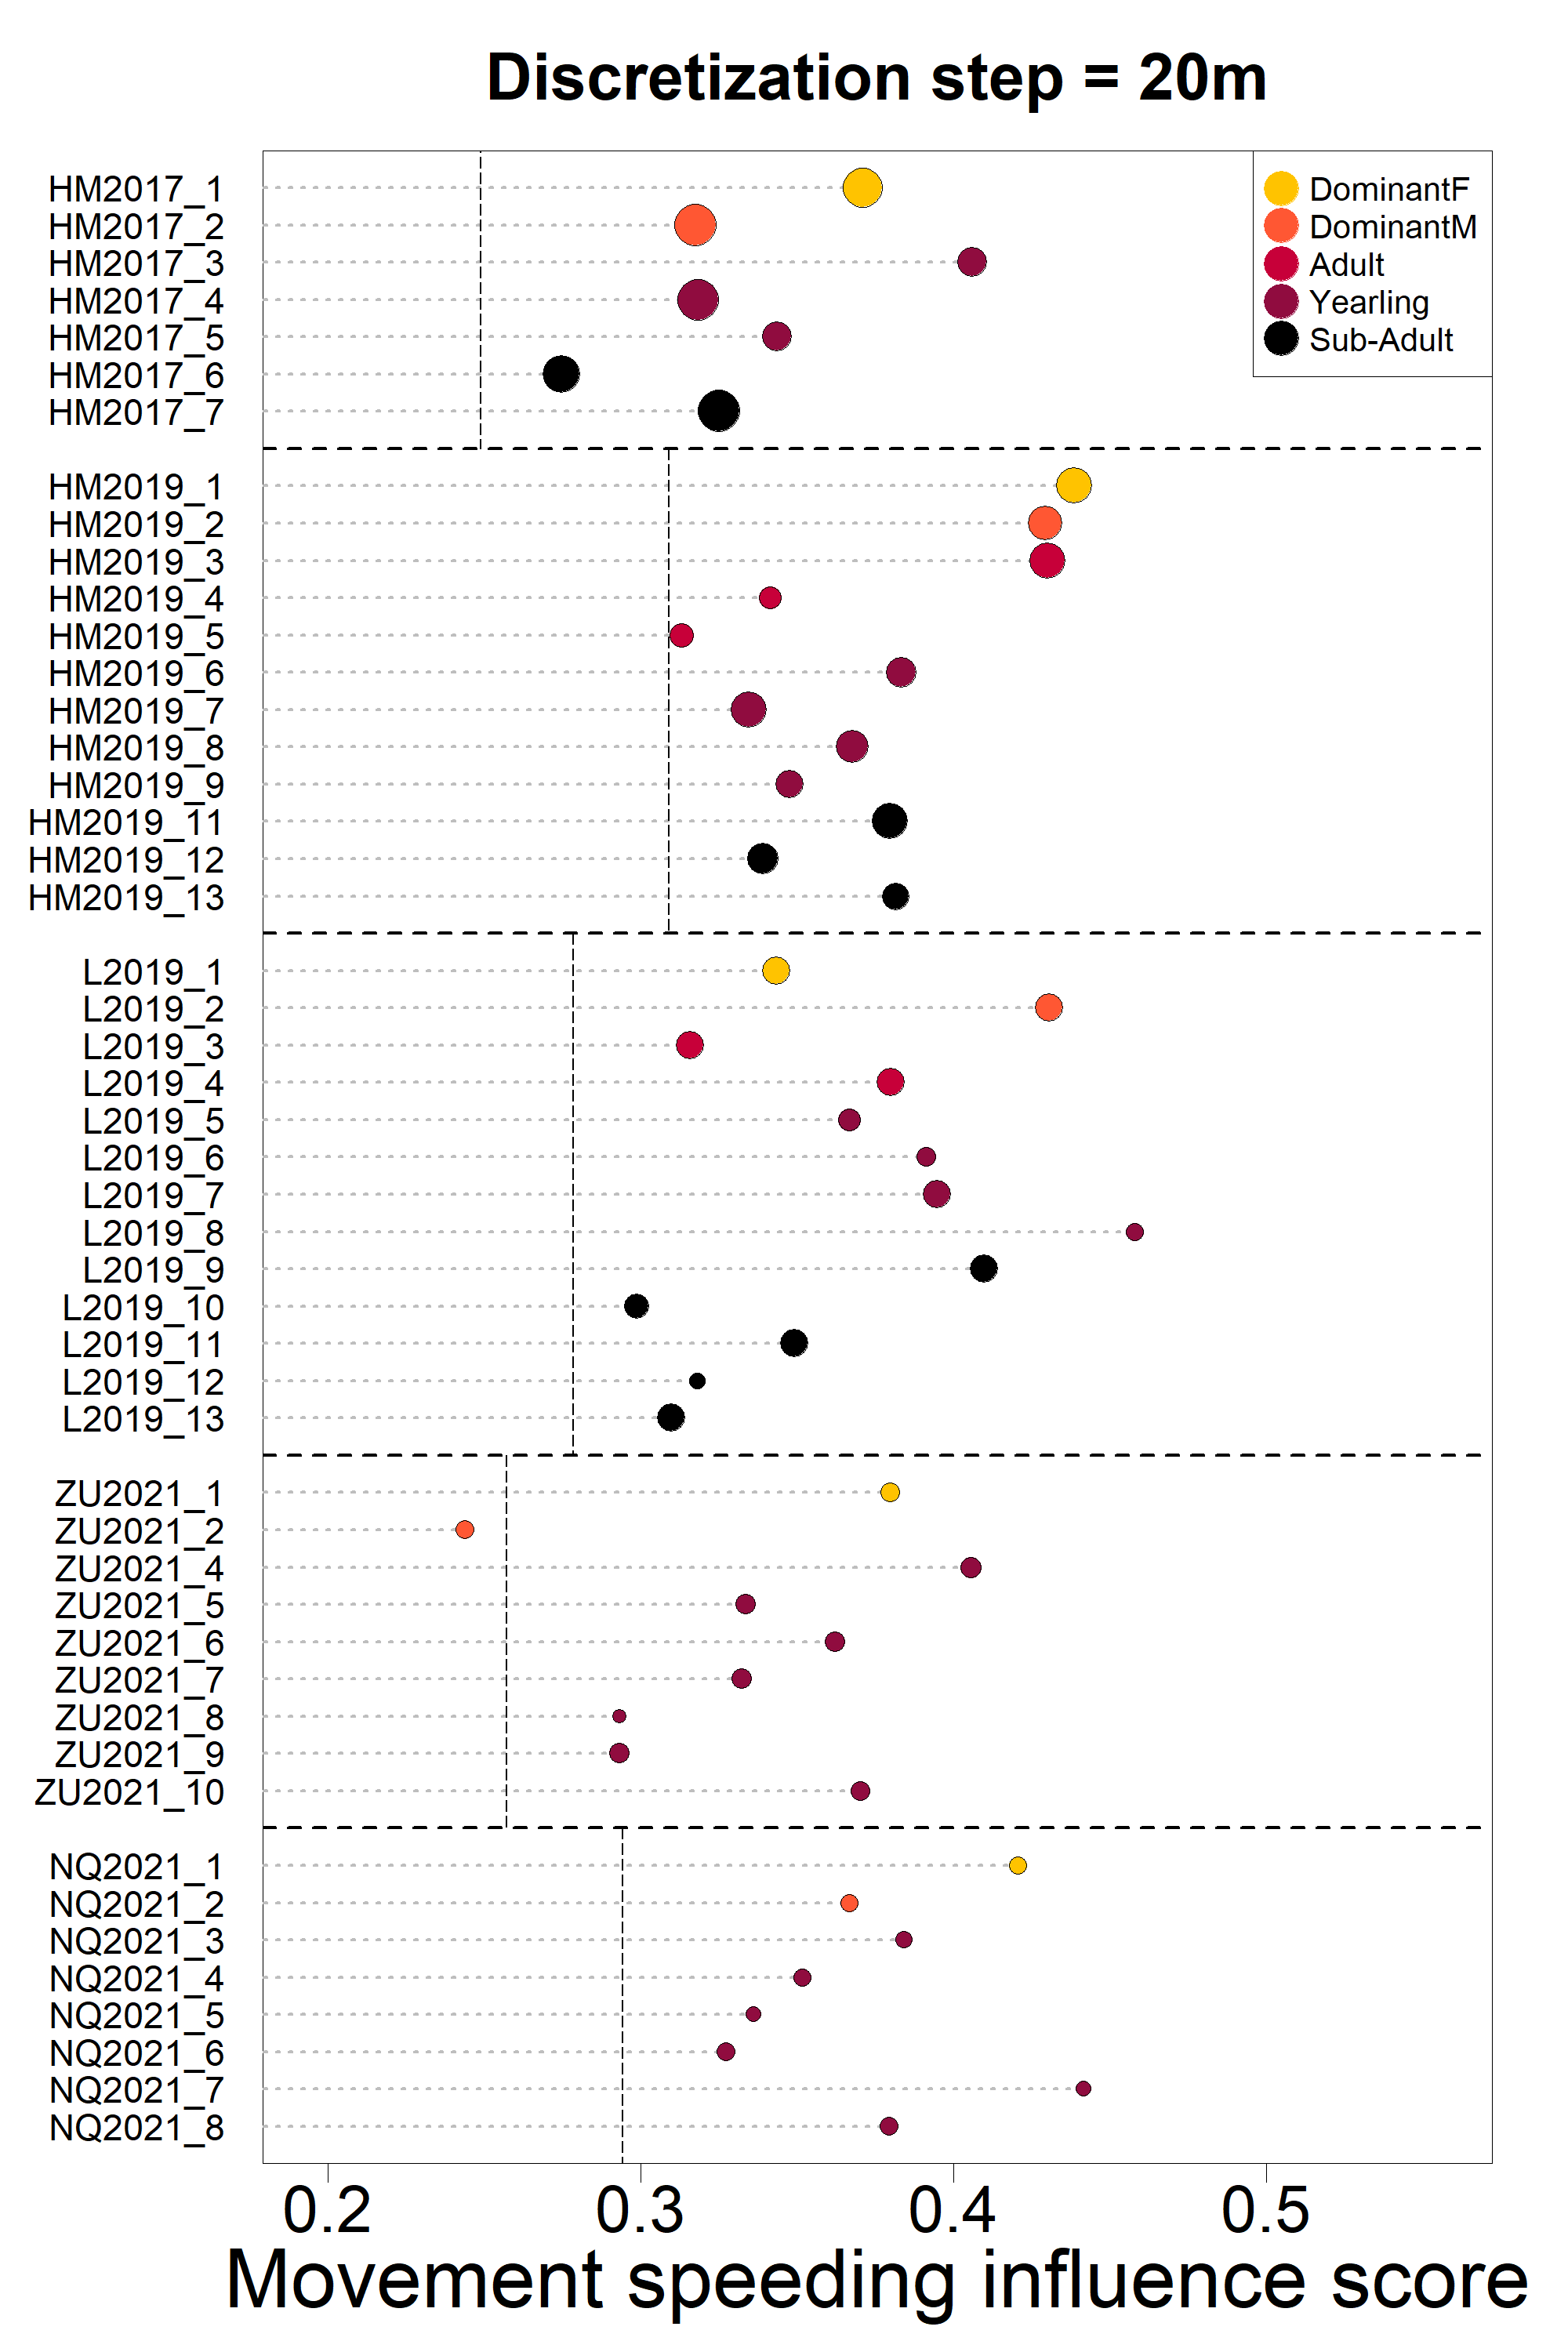 Discretization step = 20m
HM2017_1
HM2017_2
HM2017_3
HM2017_4
HM2017_5
HM2017_6
HM2017_7
DominantF
DominantM
Adult
Yearling
Sub-Adult
HM2019_1
HM2019_2
HM2019_3
HM2019_4
HM2019_5
HM2019_6
HM2019_7
HM2019_8
HM2019_9
HM2019_11
HM2019_12
HM2019_13
L2019_1
L2019_2
L2019_3
L2019_4
L2019_5
L2019_6
L2019_7
L2019_8
L2019_9
L2019_10
L2019_11
L2019_12
L2019_13
ZU2021_1
ZU2021_2
ZU2021_4
ZU2021_5
ZU2021_6
ZU2021_7
ZU2021_8
ZU2021_9
ZU2021_10
NQ2021_1
NQ2021_2
NQ2021_3
NQ2021_4
NQ2021_5
NQ2021_6
NQ2021_7
NQ2021_8
0.2 0.3 0.4 0.5
Movement speeding influence score